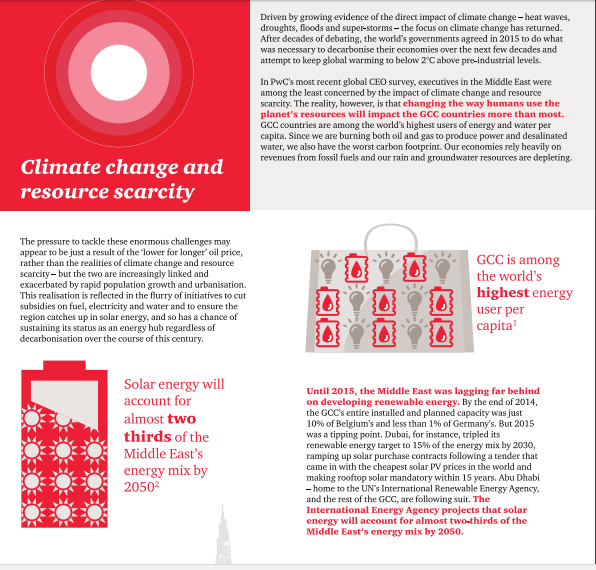 Climate change and
resource scarcity
Driven by growing evidence of the direct impact of climate change – heat waves,
droughts, floods and super-storms – the focus on climate change has returned.
After decades of debating, the world's governments agreed in 2015 to do what
was necessary to decarbonise their economies over the next few decades and
attempt to keep global warming to below 2°C above pre-industrial levels.
In PwC's most recent global CEO survey, executives in the Middle East were
among the least concerned by the impact of climate change and resource
scarcity. The reality, however, is that changing the way humans use the
planet's resources will impact the GCC countries more than most.
GCC countries are among the world's highest users of energy and water per
capita. Since we are burning both oil and gas to produce power and desalinated
water, we also have the worst carbon footprint. Our economies rely heavily on
revenues from fossil fuels and our rain and groundwater resources are depleting.
The pressure to tackle these enormous challenges may
appear to be just a result of the 'lower for longer' oil price,
rather than the realities of climate change and resource
scarcity – but the two are increasingly linked and
exacerbated by rapid population growth and urbanisation.
This realisation is reflected in the flurry of initiatives to cut
subsidies on fuel, electricity and water and to ensure the
region catches up in solar energy, and so has a chance of
sustaining its status as an energy hub regardless of
decarbonisation over the course of this century.
GCC is among
the world's
highest energy
user per
capita¹
Solar energy will
account for
almost two
thirds of the
Middle East's
energy mix by
2050²
Until 2015, the Middle East was lagging far behind
on developing renewable energy. By the end of 2014,
the GCC's entire installed and planned capacity was just
10% of Belgium's and less than 1% of Germany's. But 2015
was a tipping point. Dubai, for instance, tripled its
renewable energy target to 15% of the energy mix by 2030,
ramping up solar purchase contracts following a tender that
came in with the cheapest solar PV prices in the world and
making rooftop solar mandatory within 15 years. Abu Dhabi
– home to the UN's International Renewable Energy Agency,
and the rest of the GCC, are following suit. The
International Energy Agency projects that solar
energy will account for almost two-thirds of the
Middle East's energy mix by 2050.